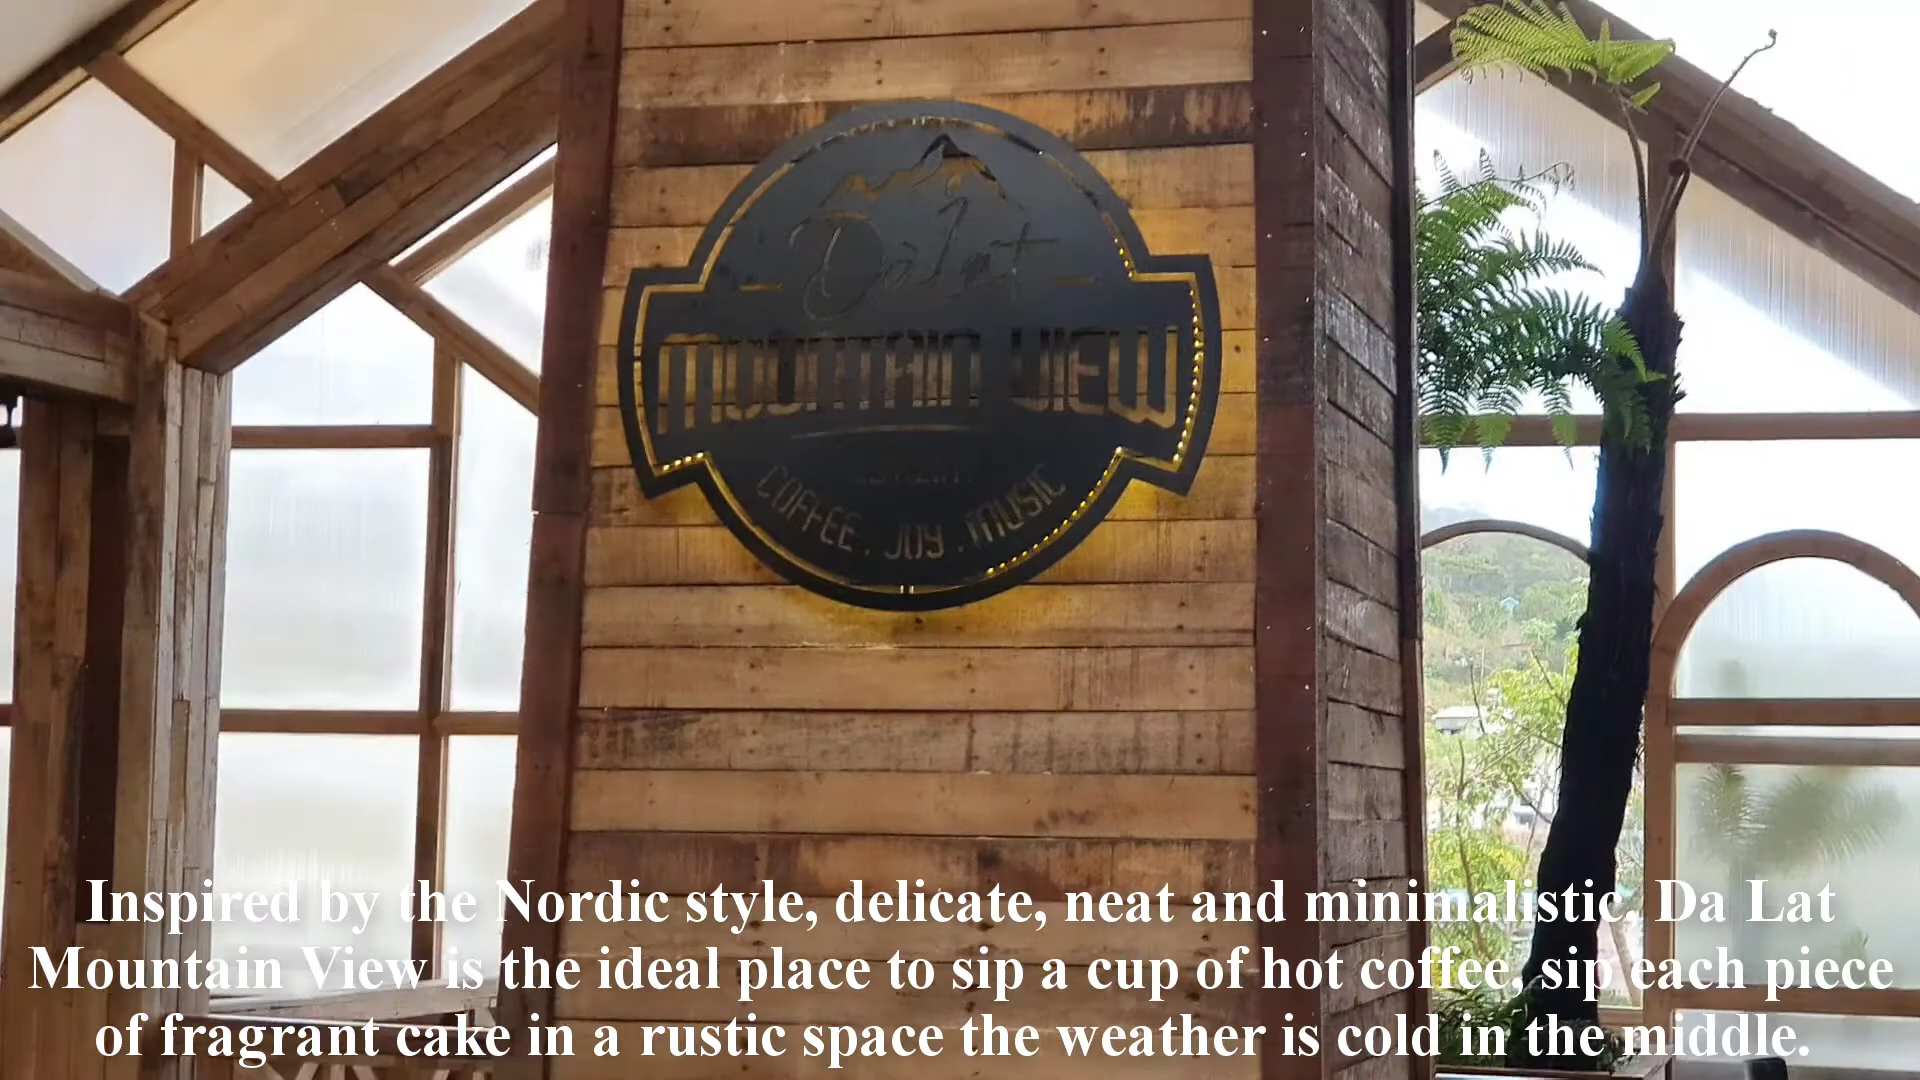 Đà Lạt
MOUNTAIN VIEW
COFFEE . JOY . MUSIC
Inspired by the Nordic style, delicate, neat and minimalistic. Da Lat
Mountain View is the ideal place to sip a cup of hot coffee, sip each piece
of fragrant cake in a rustic space the weather is cold in the middle.